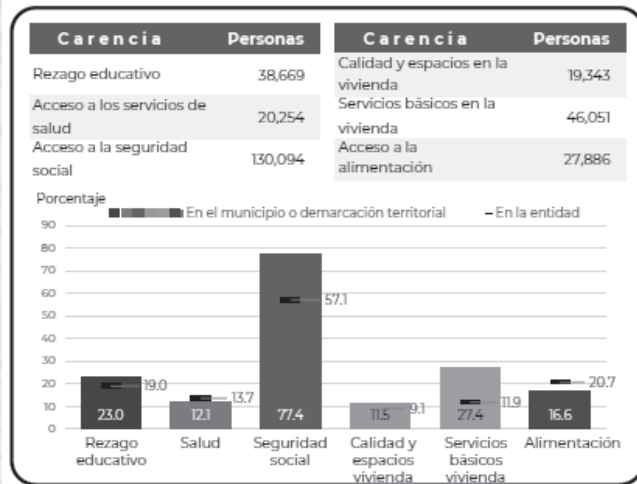 Carencia Personas
Rezago educativo 38,669
Acceso a los servicios de
salud 20,254
Acceso a la seguridad
social 130,094
Carencia Personas
Calidad y espacios en la
vivienda 19,343
Servicios básicos en la
vivienda 46,051
Acceso a la
alimentación 27,886
Porcentaje
En el municipio o demarcación territorial
En la entidad
90
80
70
60
50
40
30
20
10
0
23.0
19.0
12.1
13.7
77.4
57.1
11.5
9.1
27.4
11.9
16.6
20.7
Rezago
educativo
Salud
Seguridad
social
Calidad y
espacios
vivienda
Servicios
básicos
vivienda
Alimentación